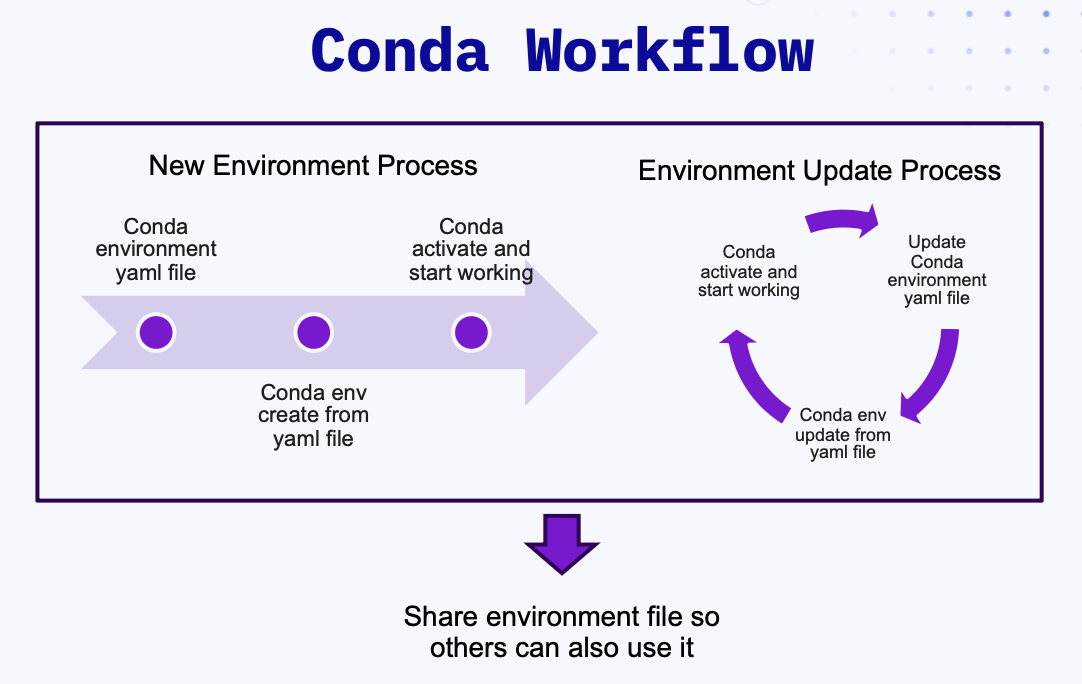 Conda Workflow
New Environment Process
Conda
environment
yaml file
Conda env
create from
yaml file
Conda
activate and
start working
Environment Update Process
Conda
activate and
start working
Update
Conda
environment
yaml file
Conda env
update from
yaml file
Share environment file so
others can also use it